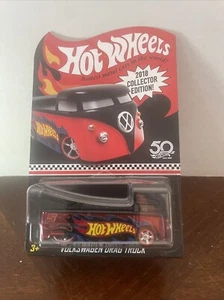 HOT WHEELS
2018
COLLECTOR
EDITION!
50
HOT WHEELS
3+
VOLKSWAGEN DRAG TRUCK